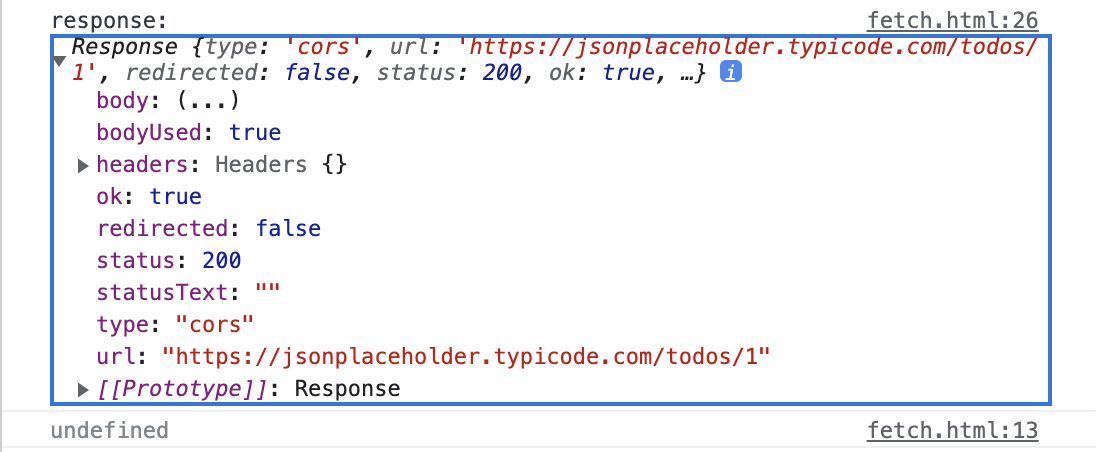 response: fetch.html:26
Response {type: 'cors', url: 'https://jsonplaceholder.typicode.com/todos/
1', redirected: false, status: 200, ok: true, …} i
body: (...)
bodyUsed: true
headers: Headers {}
ok: true
redirected: false
status: 200
statusText: ""
type: "cors"
url: "https://jsonplaceholder.typicode.com/todos/1"
[[Prototype]]: Response
undefined fetch.html:13